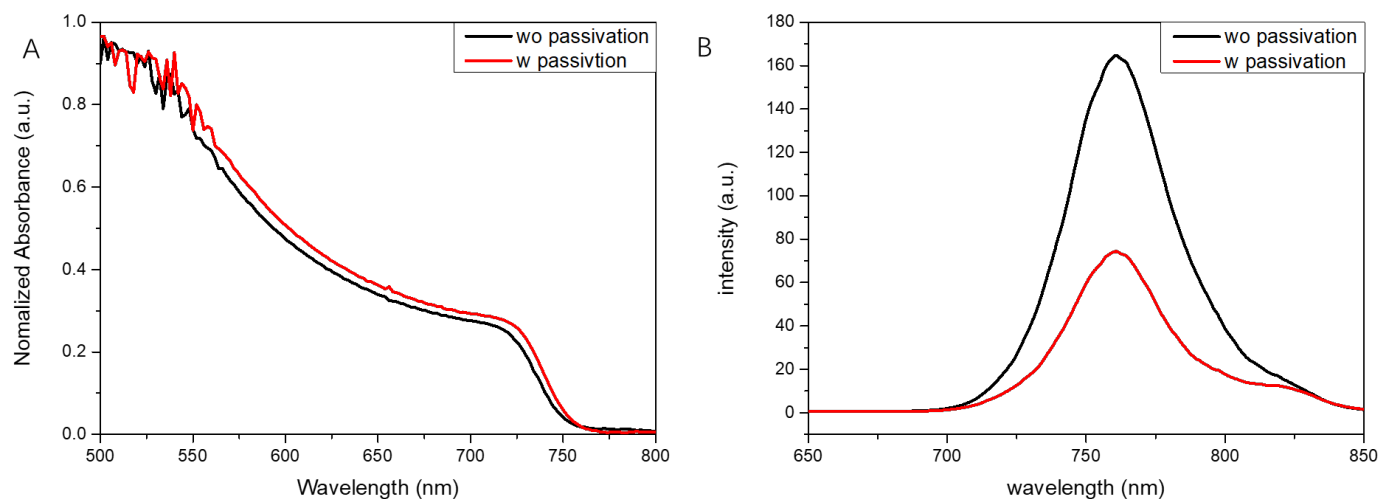 A
wo passivation
w passivtion
Nomalized Absorbance (a.u.)
1.0
0.8
0.6
0.4
0.2
0.0
500
550
600
650
700
750
800
Wavelength (nm)
B
wo passivation
w passivation
intensity (a.u.)
180
160
140
120
100
80
60
40
20
0
650
700
750
800
850
wavelength (nm)